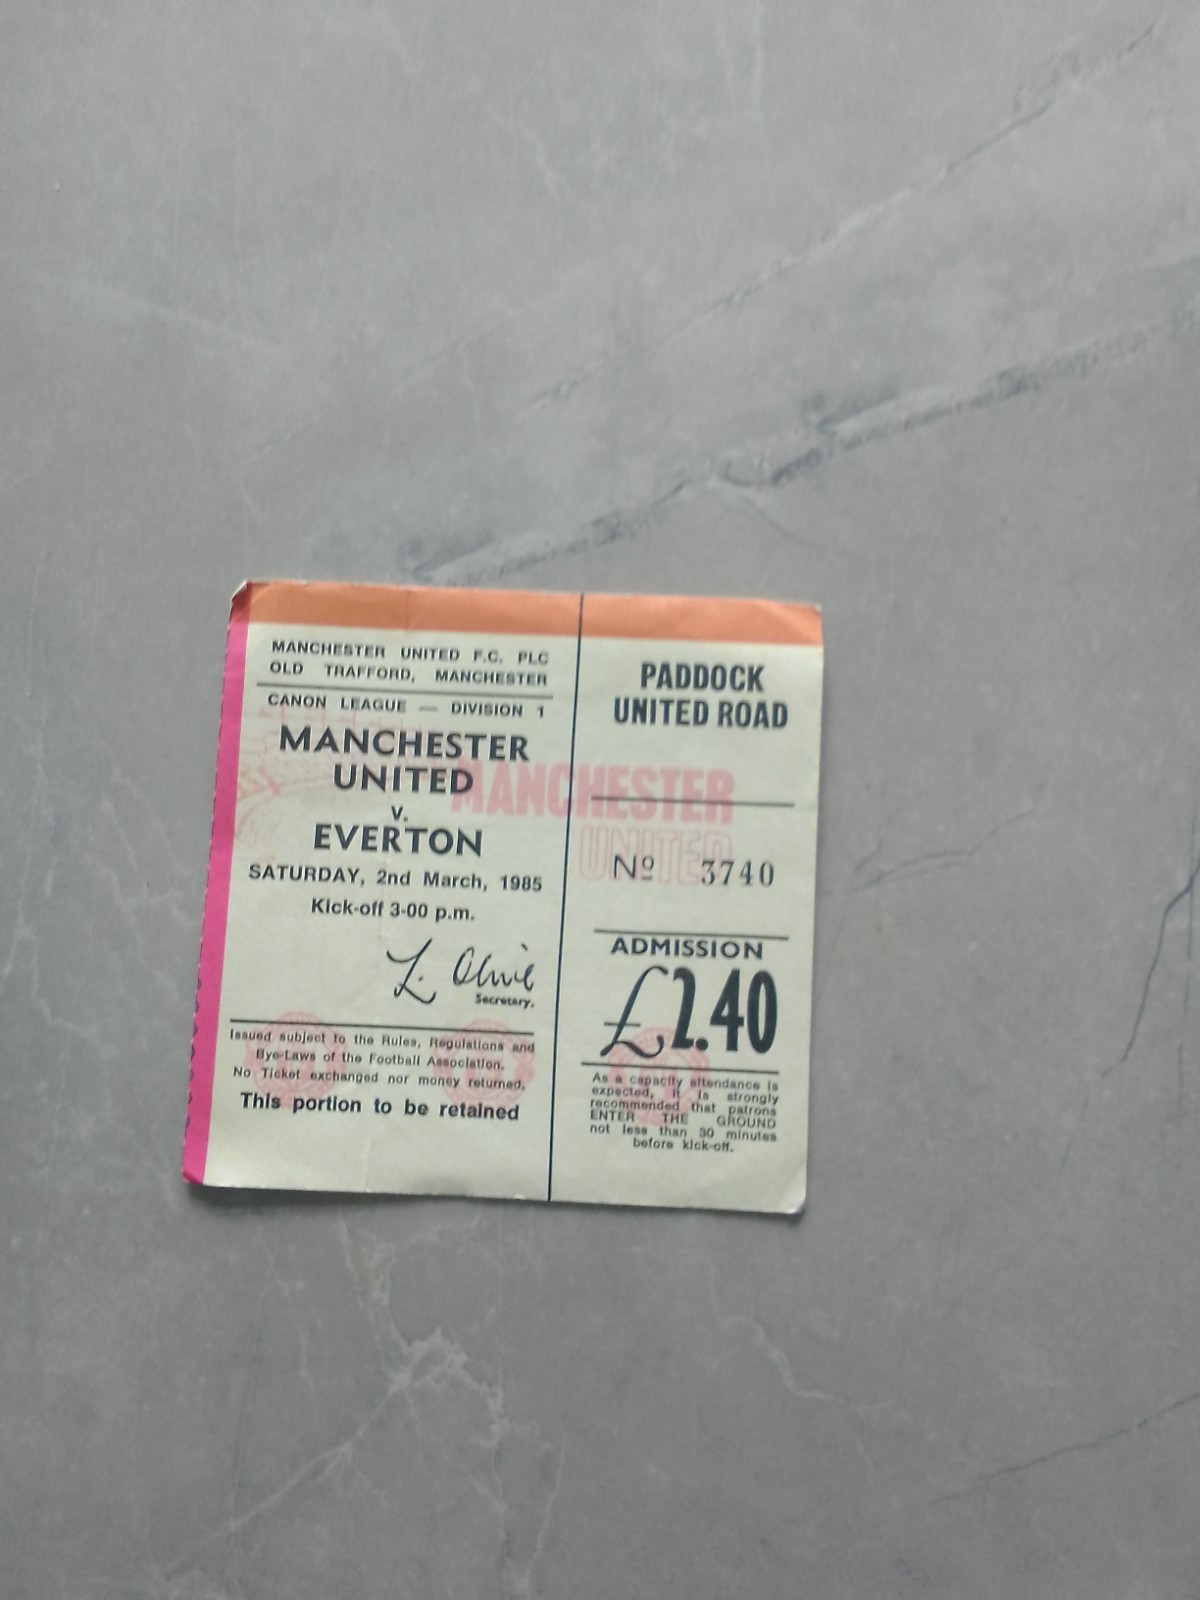 MANCHESTER UNITED F.C. PLC
OLD TRAFFORD, MANCHESTER
CANON LEAGUE — DIVISION 1
MANCHESTER
UNITED
v.
EVERTON
SATURDAY, 2nd March, 1985
Kick-off 3-00 p.m.
L. Olive
Secretary.
Issued subject to the Rules, Regulations and
Bye-Laws of the Football Association.
No Ticket exchanged nor money returned.
This portion to be retained
PADDOCK
UNITED ROAD
MANCHESTER
UNITED
Nº 3740
ADMISSION
£2.40
As a capacity attendance is
expected, it is strongly
recommended that patrons
ENTER THE GROUND
not less than 30 minutes
before kick-off.